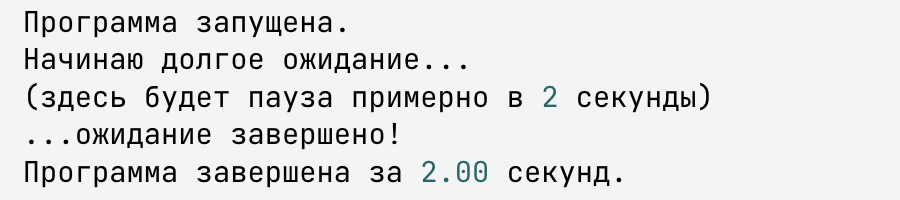 Программа запущена.
Начинаю долгое ожидание...
(здесь будет пауза примерно в 2 секунды)
...ожидание завершено!
Программа завершена за 2.00 секунд.